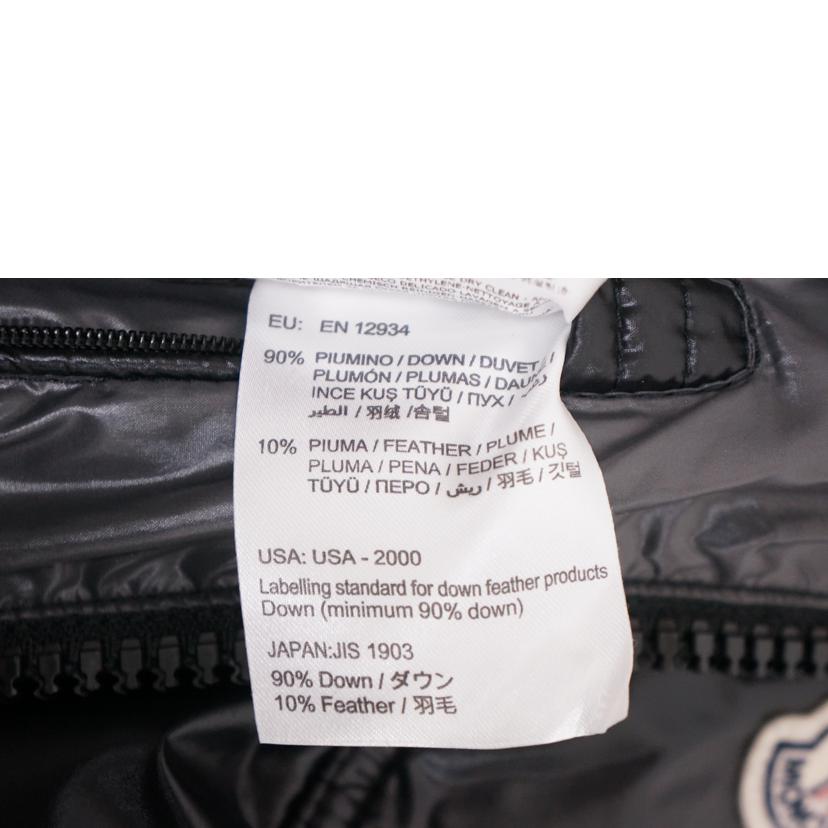 DRY CLEAN -
EU: EN 12934
90% PIUMINO / DOWN / DUVET /
PLUMÓN / PLUMAS /
INCE KUŞ TÜYÜ / ПУХ /
الطير / 羽绒 / 솜털
10% PIUMA / FEATHER / PLUME /
PLUMA / PENA / FEDER / KUŞ
TÜYÜ / ПЕРО / ريش / 羽毛 / 깃털
USA: USA - 2000
Labelling standard for down feather products
Down (minimum 90% down)
JAPAN:JIS 1903
90% Down / ダウン
10% Feather / 羽毛